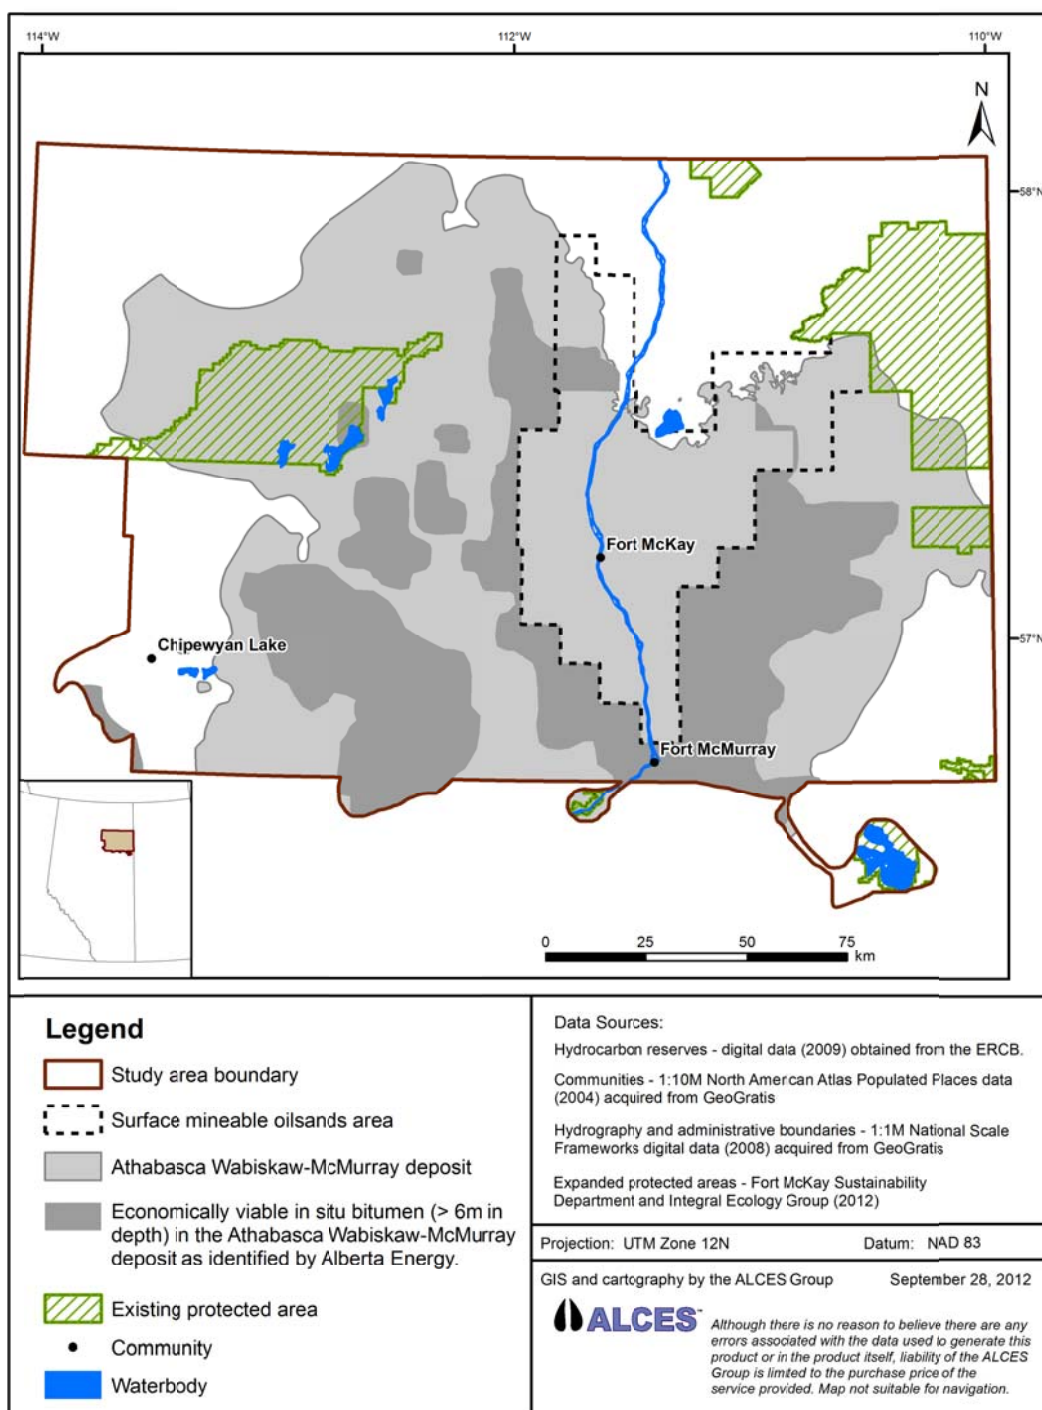 114°W
112°W
110°W
N
58°N
Fort McKay
57°N
Chipewyan Lake
Fort McMurray
0 25 50 75
km
Legend
Study area boundary
Surface mineable oilsands area
Athabasca Wabiskaw-McMurray deposit
Economically viable in situ bitumen (> 6m in
depth) in the Athabasca Wabiskaw-McMurray
deposit as identified by Alberta Energy.
Existing protected area
Community
Waterbody
Data Sources:
Hydrocarbon reserves - digital data (2009) obtained from the ERCB.
Communities - 1:10M North American Atlas Populated Places data
(2004) acquired from GeoGratis
Hydrography and administrative boundaries - 1:1M National Scale
Frameworks digital data (2008) acquired from GeoGratis
Expanded protected areas - Fort McKay Sustainability
Department and Integral Ecology Group (2012)
Projection: UTM Zone 12N Datum: NAD 83
GIS and cartography by the ALCES Group September 28, 2012
ALCES™
Although there is no reason to believe there are any
errors associated with the data used to generate this
product or in the product itself, liability of the ALCES
Group is limted to the purchase price of the
service provided. Map not suitable for navigation.